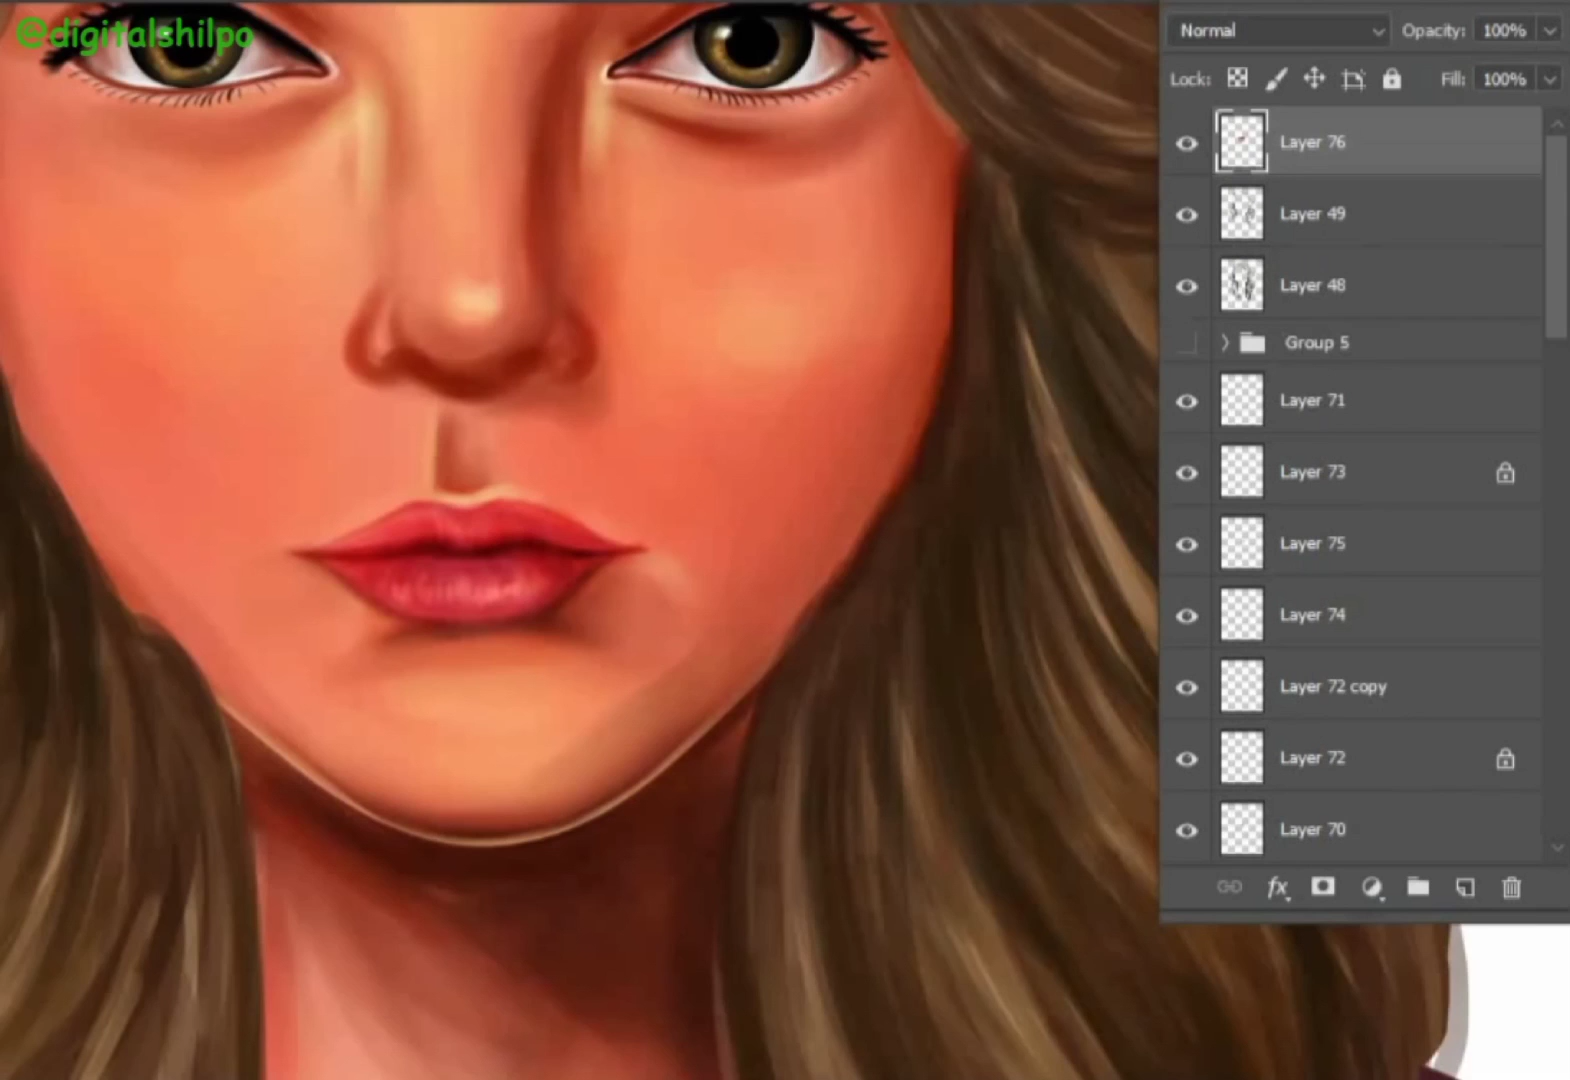 @digitalshilpo
Normal Opacity: 100%
Lock: Fill: 100%
Layer 76
Layer 49
Layer 48
Group 5
Layer 71
Layer 73
Layer 75
Layer 74
Layer 72 copy
Layer 72
Layer 70
fx